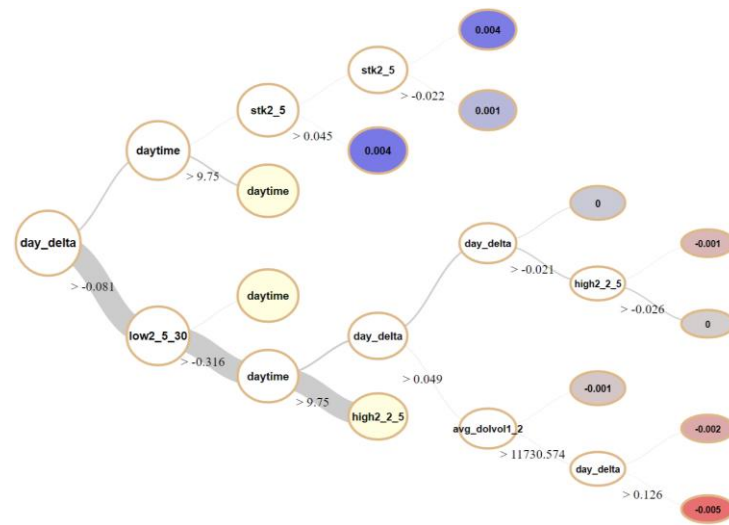 0.004
stk2_5
> -0.022
stk2_5
0.001
> 0.045
daytime
0.004
> 9.75
daytime
0
day_delta
day_delta
-0.001
> -0.021
high2_2_5
> -0.081
daytime
> -0.026
0
low2_5_30
day_delta
> -0.316
daytime
> 0.049
-0.001
> 9.75
high2_2_5
avg_dolvol1_2
-0.002
> 11730.574
day_delta
> 0.126
-0.005